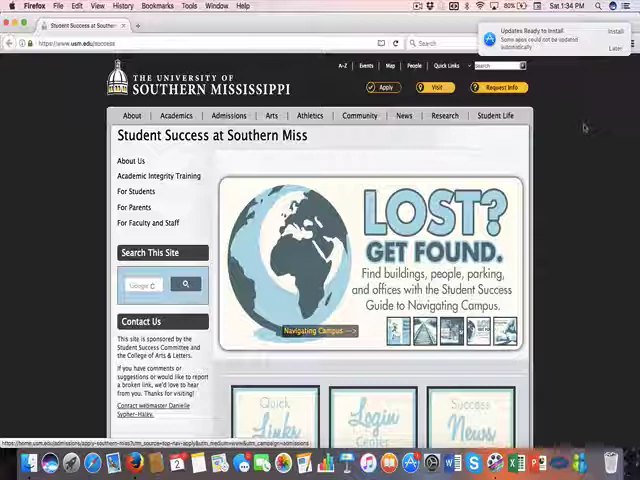 Firefox File Edit View History Bookmarks Tools Window Help 80% Sat 1:34 PM
Student Success at Southern
https://www.usm.edu/success
Search
Updates Ready to Install
Some apps could not be updated
automatically
Install
Later
A-Z Events Map People Quick Links search
THE UNIVERSITY OF
SOUTHERN MISSISSIPPI
Apply Visit Request Info
About Academics Admissions Arts Athletics Community News Research Student Life
Student Success at Southern Miss
About Us
Academic Integrity Training
For Students
For Parents
For Faculty and Staff
Search This Site
Google
Contact Us
This site is sponsored by the
Student Success Committee
and the College of Arts & Letters.
If you have comments or
suggestions or would like to report
a broken link, we'd love to hear
from you. Thanks for visiting!
Contact webmaster Danielle
Sypher-Haley.
LOST?
GET FOUND.
Find buildings, people, parking,
and offices with the Student Success
Guide to Navigating Campus.
Navigating Campus --->
Quick
Links
Login
Center
Success
News